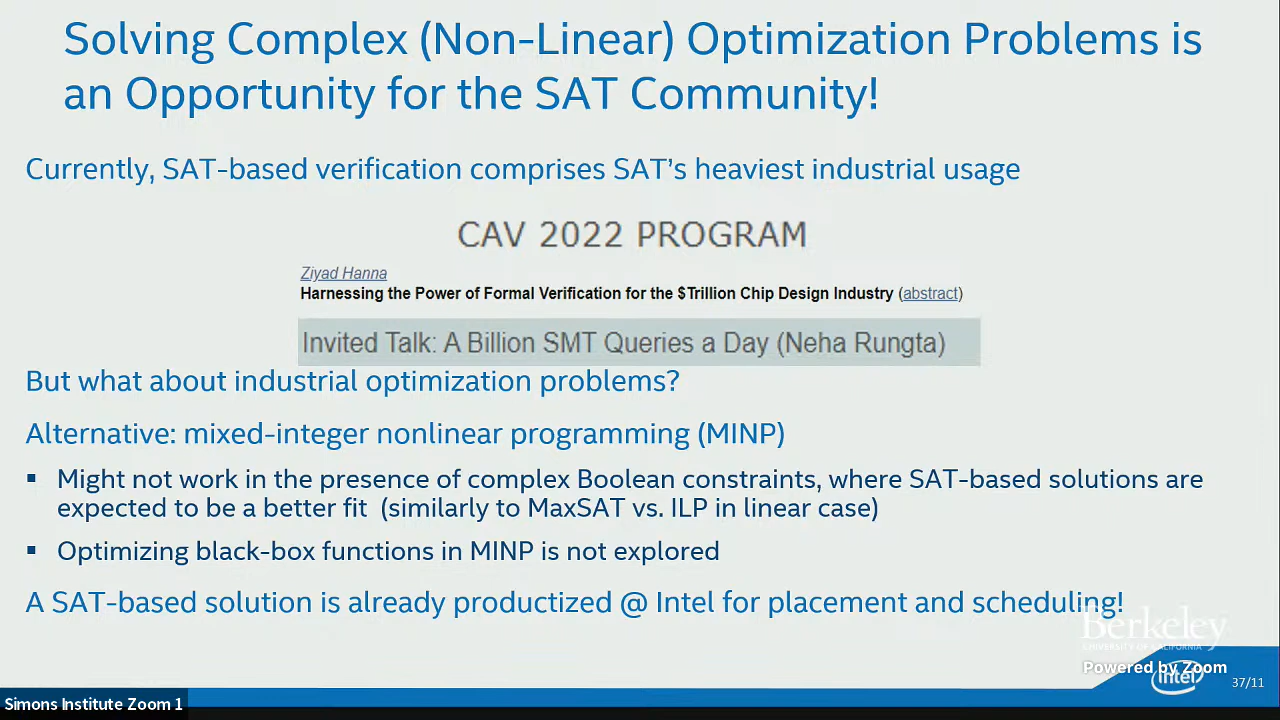 Solving Complex (Non-Linear) Optimization Problems is
an Opportunity for the SAT Community!
Currently, SAT-based verification comprises SAT's heaviest industrial usage
CAV 2022 PROGRAM
Ziyad Hanna
Harnessing the Power of Formal Verification for the $Trillion Chip Design Industry (abstract)
Invited Talk: A Billion SMT Queries a Day (Neha Rungta)
But what about industrial optimization problems?
Alternative: mixed-integer nonlinear programming (MINP)
▪ Might not work in the presence of complex Boolean constraints, where SAT-based solutions are
expected to be a better fit (similarly to MaxSAT vs. ILP in linear case)
▪ Optimizing black-box functions in MINP is not explored
A SAT-based solution is already productized @ Intel for placement and scheduling!
Berkeley
UNIVERSITY OF CALIFORNIA
Powered by Zoom
intel
37/11
Simons Institute Zoom 1